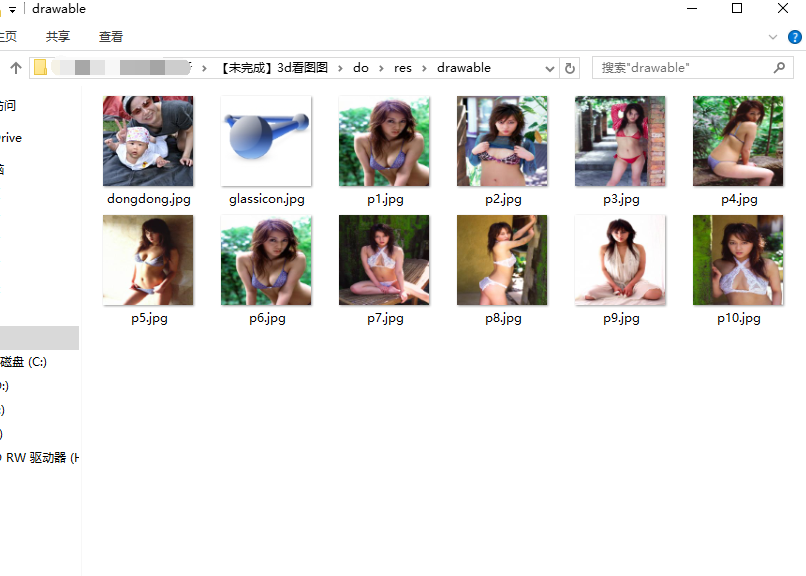 drawable
主页 共享 查看
【未完成】3d看图图 do res drawable 搜索"drawable"
dongdong.jpg glassicon.jpg p1.jpg p2.jpg p3.jpg p4.jpg
p5.jpg p6.jpg p7.jpg p8.jpg p9.jpg p10.jpg
访问
rive
脑
磁盘 (C:)
:)
:)
)
RW 驱动器 (H